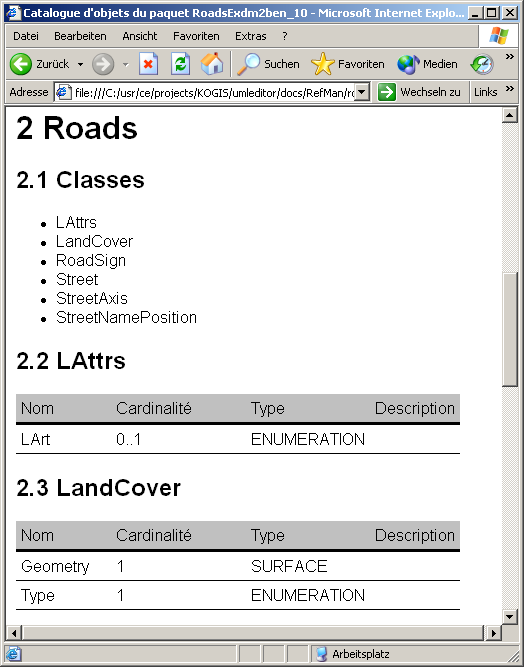 Catalogue d'objets du paquet RoadsExdm2ben_10 - Microsoft Internet Explo...
Datei Bearbeiten Ansicht Favoriten Extras ?
Zurück Suchen Favoriten Medien »
Adresse file:///C:/usr/ce/projects/KOGIS/umleditor/docs/RefMan/ro Wechseln zu Links »
2 Roads
2.1 Classes
• LAttrs
• LandCover
• RoadSign
• Street
• StreetAxis
• StreetNamePosition
2.2 LAttrs
Nom Cardinalité Type Description
LArt 0..1 ENUMERATION
2.3 LandCover
Nom Cardinalité Type Description
Geometry 1 SURFACE
Type 1 ENUMERATION
Arbeitsplatz